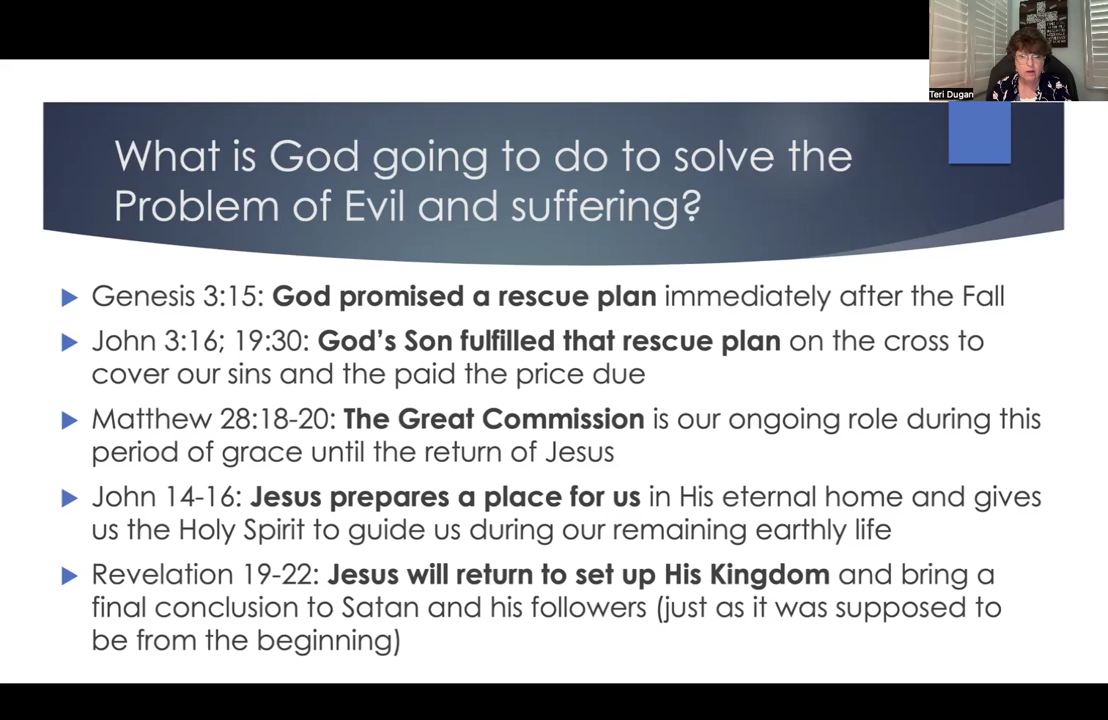 Teri Dugan
What is God going to do to solve the
Problem of Evil and suffering?
Genesis 3:15: God promised a rescue plan immediately after the Fall
John 3:16; 19:30: God's Son fulfilled that rescue plan on the cross to
cover our sins and the paid the price due
Matthew 28:18-20: The Great Commission is our ongoing role during this
period of grace until the return of Jesus
John 14-16: Jesus prepares a place for us in His eternal home and gives
us the Holy Spirit to guide us during our remaining earthly life
Revelation 19-22: Jesus will return to set up His Kingdom and bring a
final conclusion to Satan and his followers (just as it was supposed to
be from the beginning)